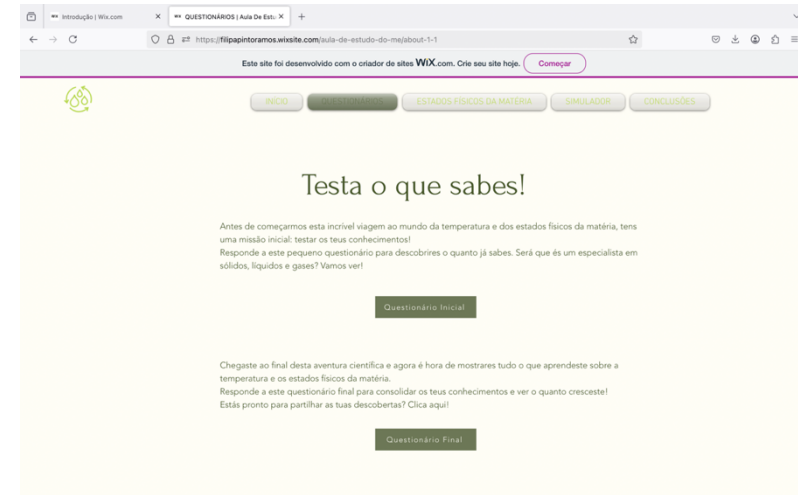 Introdução | Wix.com
QUESTIONÁRIOS | Aula De Estu
https://filipapintoramos.wixsite.com/aula-de-estudo-do-me/about-1-1
Este site foi desenvolvido com o criador de sites WiX.com. Crie seu site hoje. Começar
INÍCIO QUESTIONÁRIOS ESTADOS FÍSICOS DA MATÉRIA SIMULADOR CONCLUSÕES
Testa o que sabes!
Antes de começarmos esta incrível viagem ao mundo da temperatura e dos estados físicos da matéria, tens
uma missão inicial: testar os teus conhecimentos!
Responde a este pequeno questionário para descobrires o quanto já sabes. Será que és um especialista em
sólidos, líquidos e gases? Vamos ver!
Questionário Inicial
Chegaste ao final desta aventura científica e agora é hora de mostrares tudo o que aprendeste sobre a
temperatura e os estados físicos da matéria.
Responde a este questionário final para consolidar os teus conhecimentos e ver o quanto cresceste!
Estás pronto para partilhar as tuas descobertas? Clica aqui!
Questionário Final